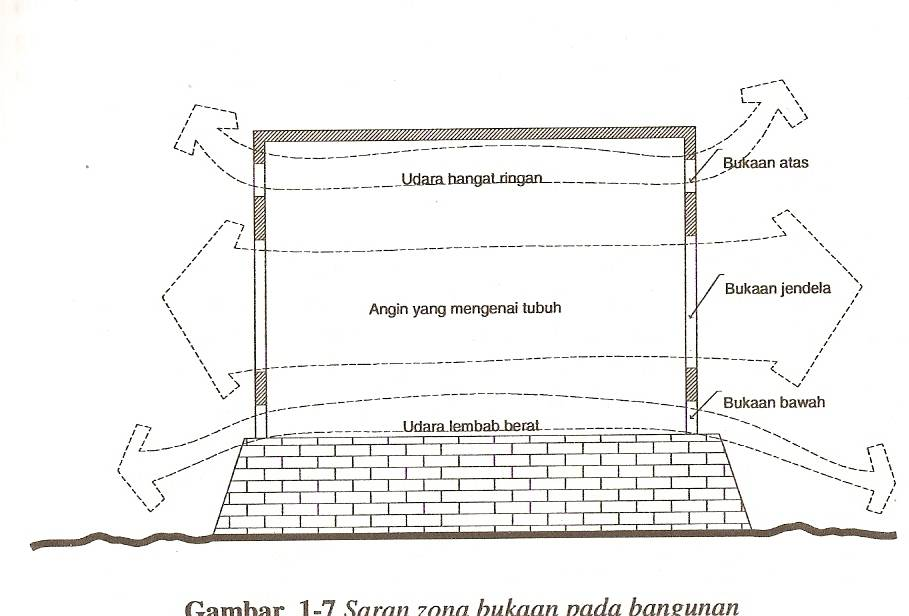 Bukaan atas
Udara hangat ringan
Bukaan jendela
Angin yang mengenai tubuh
Bukaan bawah
Udara lembab berat
Gambar 1-7 Saran zona bukaan pada bangunan